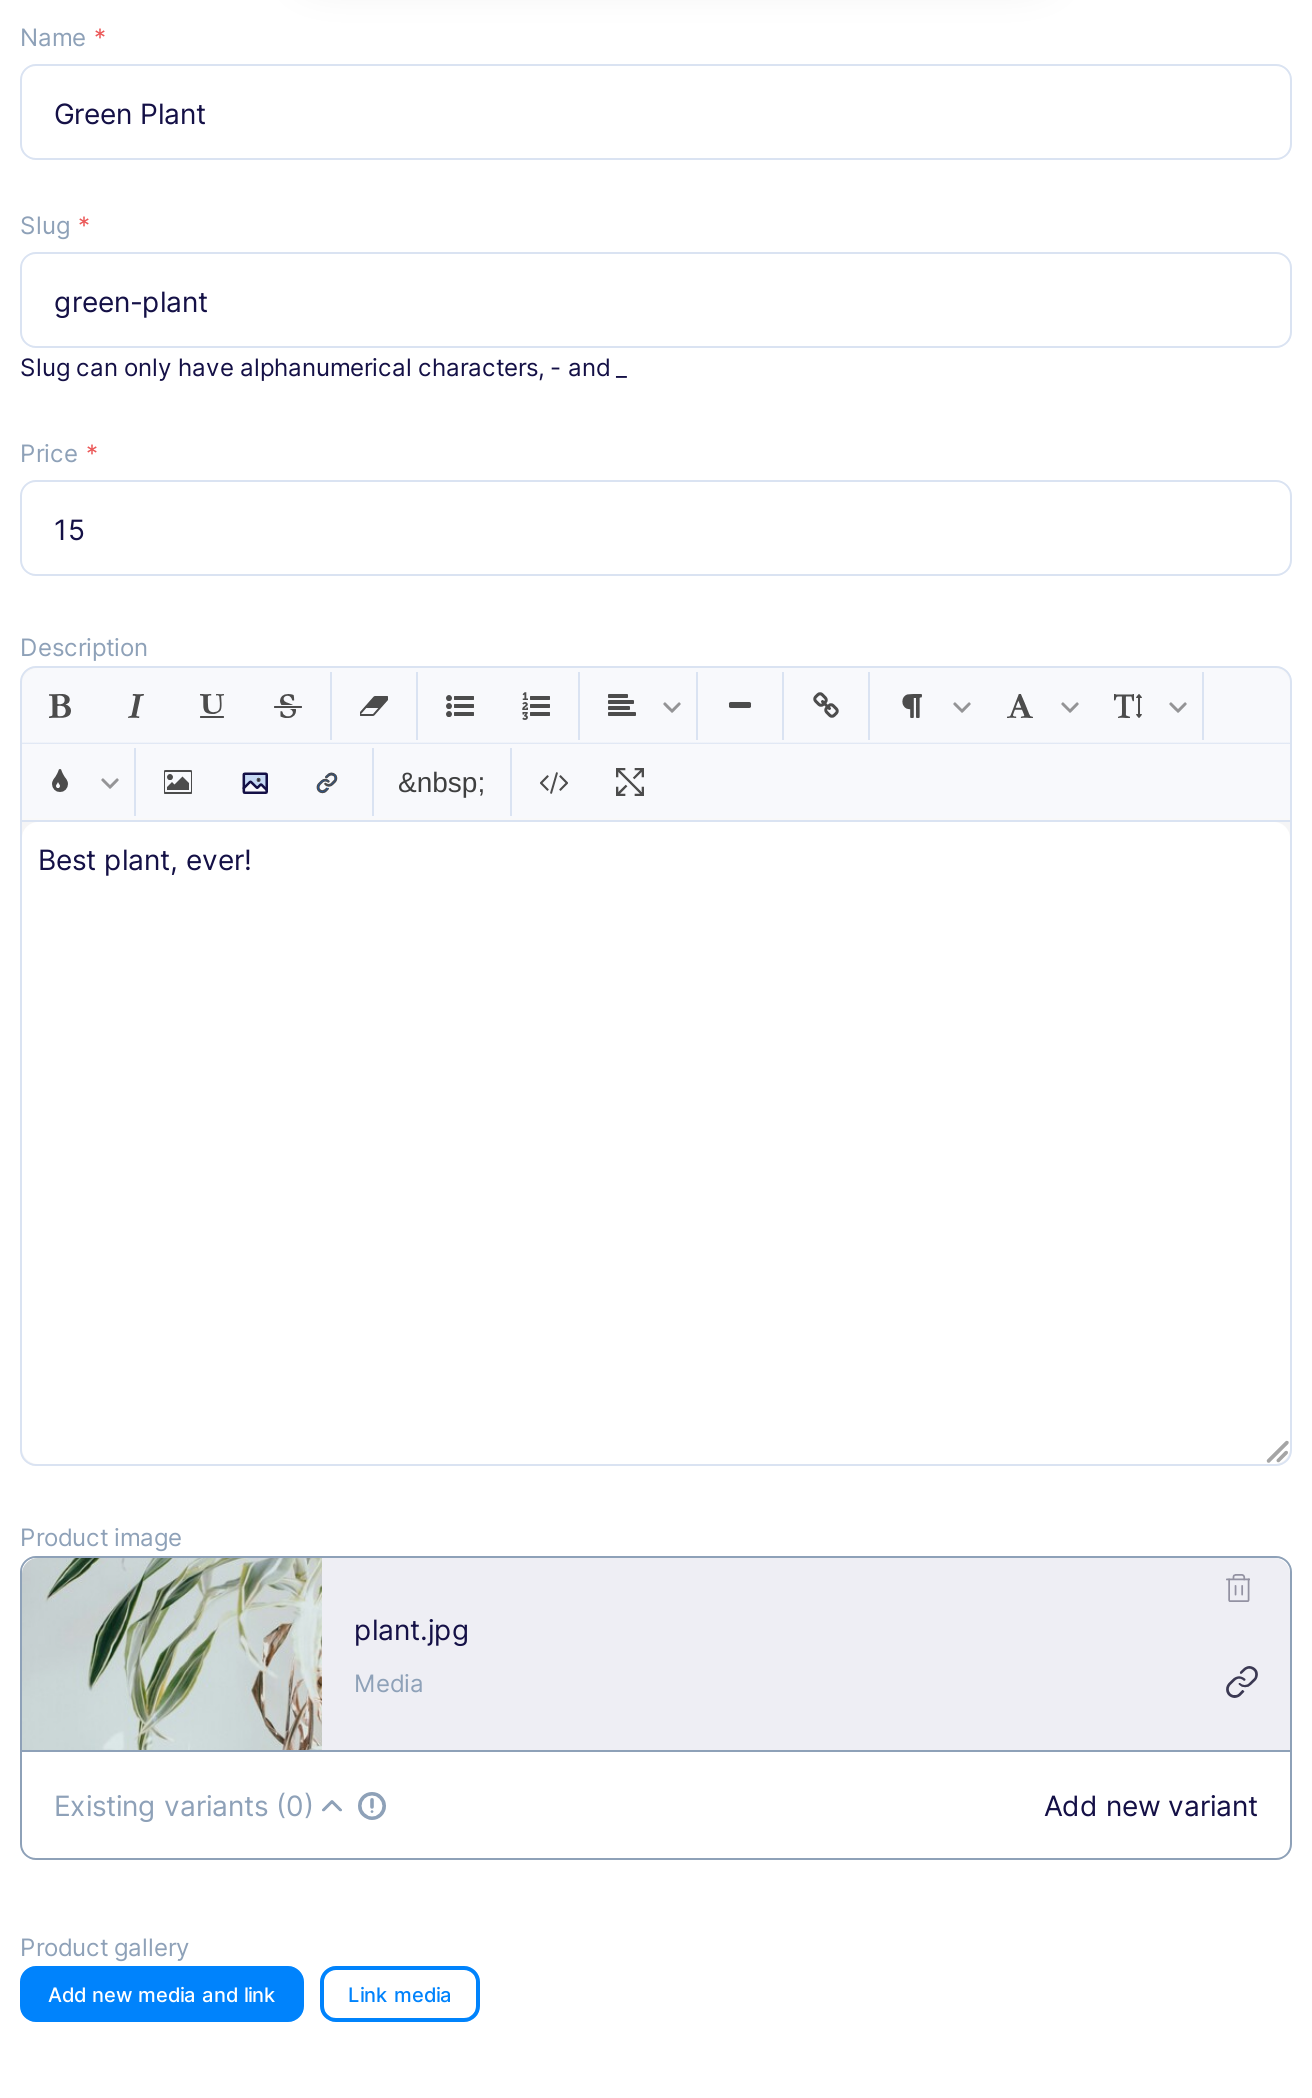 Name *
Green Plant
Slug *
green-plant
Slug can only have alphanumerical characters, - and _
Price *
15
Description
&nbsp;
Best plant, ever!
Product image
plant.jpg
Media
Existing variants (0)
Add new variant
Product gallery
Add new media and link
Link media